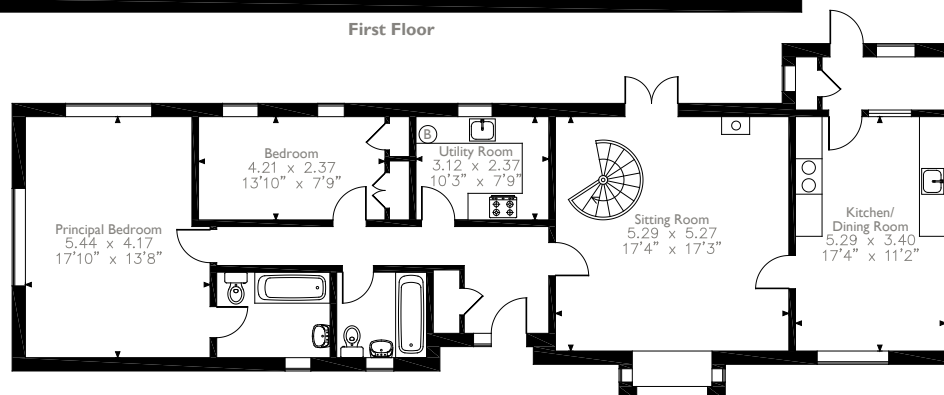 First Floor
Bedroom
4.21 x 2.37
13'10" x 7'9"
B
Utility Room
3.12 x 2.37
10'3" x 7'9"
Principal Bedroom
5.44 x 4.17
17'10" x 13'8"
Sitting Room
5.29 x 5.27
17'4" x 17'3"
Kitchen/
Dining Room
5.29 x 3.40
17'4" x 11'2"